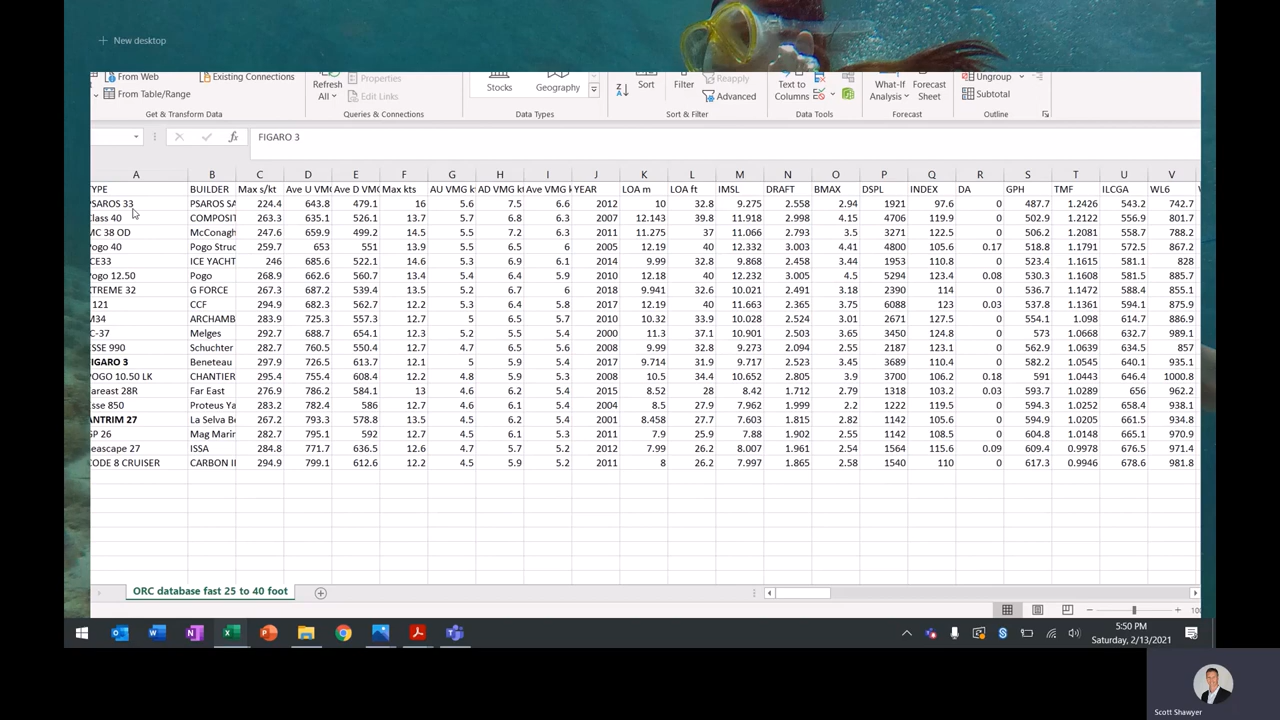 New desktop
From Web Existing Connections Refresh Properties Stocks Geography Sort Filter Reapply Text to What-If Forecast Ungroup
From Table/Range All Edit Links Advanced Columns Analysis Sheet Subtotal
Get & Transform Data Queries & Connections Data Types Sort & Filter Data Tools Forecast Outline
fx FIGARO 3
A B C D E F G H I J K L M N O P Q R S T U V
TYPE BUILDER Max s/kt Ave U VMG Ave D VMG Max kts AU VMG k AD VMG k Ave VMG k YEAR LOA m LOA ft IMSL DRAFT BMAX DSPL INDEX DA GPH TMF ILCGA WL6
PSAROS 33 PSAROS SA 224.4 643.8 479.1 16 5.6 7.5 6.6 2012 10 32.8 9.275 2.558 2.94 1921 97.6 0 487.7 1.2426 543.2 742.7
Class 40 COMPOSIT 263.3 635.1 526.1 13.7 5.7 6.8 6.3 2007 12.143 39.8 11.918 2.998 4.15 4706 119.9 0 502.9 1.2122 556.9 801.7
MC 38 OD McConagh 247.6 659.9 499.2 14.5 5.5 7.2 6.3 2011 11.275 37 11.066 2.793 3.5 3271 122.5 0 506.2 1.2081 558.7 788.2
Pogo 40 Pogo Struc 259.7 653 551 13.9 5.5 6.5 6 2005 12.19 40 12.332 3.003 4.41 4800 105.6 0.17 518.8 1.1791 572.5 867.2
ICE33 ICE YACHT 246 685.6 522.1 14.6 5.3 6.9 6.1 2014 9.99 32.8 9.868 2.458 3.44 1953 110.8 0 523.4 1.1615 581.1 828
Pogo 12.50 Pogo 268.9 662.6 560.7 13.4 5.4 6.4 5.9 2010 12.18 40 12.232 3.005 4.5 5294 123.4 0.08 530.3 1.1608 581.5 885.7
XTREME 32 G FORCE 267.3 687.2 539.4 13.5 5.2 6.7 6 2018 9.941 32.6 10.021 2.491 3.18 2390 114 0 536.7 1.1472 588.4 855.1
121 CCF 294.9 682.3 562.7 12.2 5.3 6.4 5.8 2017 12.19 40 11.663 2.365 3.75 6088 123 0.03 537.8 1.1361 594.1 875.9
M34 ARCHAMB 283.9 725.3 557.3 12.7 5 6.5 5.7 2010 10.32 33.9 10.028 2.524 3.01 2671 127.5 0 554.1 1.098 614.7 886.9
C-37 Melges 292.7 688.7 654.1 12.3 5.2 5.5 5.4 2000 11.3 37.1 10.901 2.503 3.65 3450 124.8 0 573 1.0668 632.7 989.1
ESSE 990 Schuchter 282.7 760.5 550.4 12.7 4.7 6.5 5.6 2008 9.99 32.8 9.273 2.094 2.55 2187 123.1 0 562.9 1.0639 634.5 857
FIGARO 3 Beneteau 297.9 726.5 613.7 12.1 5 5.9 5.4 2017 9.714 31.9 9.717 2.523 3.45 3689 110.4 0 582.2 1.0545 640.1 935.1
POGO 10.50 LK CHANTIER 295.4 755.4 608.4 12.2 4.8 5.9 5.3 2008 10.5 34.4 10.652 2.805 3.9 3700 106.2 0.18 591 1.0443 646.4 1000.8
Fareast 28R Far East 276.9 786.2 584.1 13 4.6 6.2 5.4 2015 8.52 28 8.42 1.712 2.79 1318 103.2 0.03 593.7 1.0289 656 962.2
Esse 850 Proteus Ya 283.2 782.4 586 12.7 4.6 6.1 5.4 2004 8.5 27.9 7.962 1.999 2.2 1222 119.5 0 594.3 1.0252 658.4 938.1
ANTRIM 27 La Selva Be 267.2 793.3 578.8 13.5 4.5 6.2 5.4 2001 8.458 27.7 7.603 1.815 2.82 1142 105.6 0 594.9 1.0205 661.5 934.8
GP 26 Mag Marin 282.7 795.1 592 12.7 4.5 6.1 5.3 2011 7.9 25.9 7.88 1.902 2.55 1142 108.5 0 604.8 1.0148 665.1 970.9
Seascape 27 ISSA 284.8 771.7 636.5 12.6 4.7 5.7 5.2 2012 7.99 26.2 8.007 1.961 2.54 1564 115.6 0.09 609.4 0.9978 676.5 971.4
CODE 8 CRUISER CARBON II 294.9 799.1 612.6 12.2 4.5 5.9 5.2 2011 8 26.2 7.997 1.865 2.58 1540 110 0 617.3 0.9946 678.6 981.8
ORC database fast 25 to 40 foot
5:50 PM
Saturday, 2/13/2021
Scott Shawyer